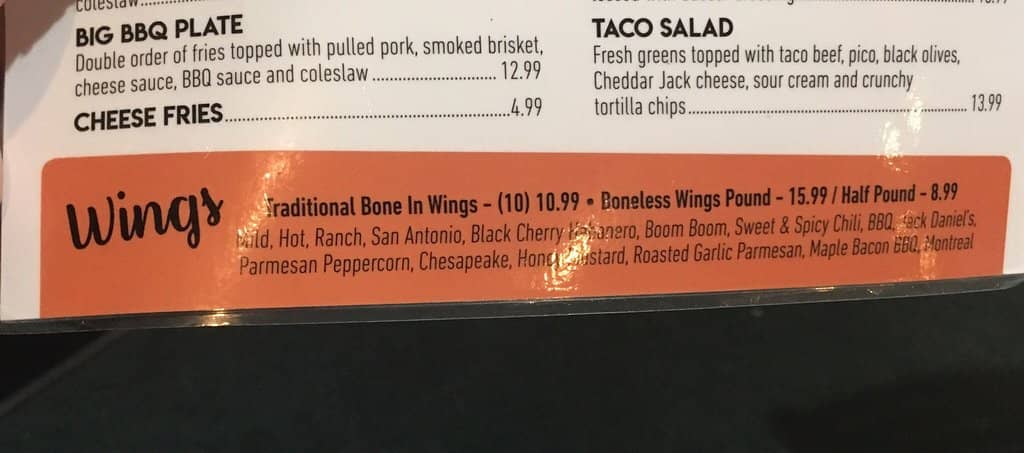 coleslaw
BIG BBQ PLATE
Double order of fries topped with pulled pork, smoked brisket,
cheese sauce, BBQ sauce and coleslaw ............................ 12.99
CHEESE FRIES.....................................................................4.99
TACO SALAD
Fresh greens topped with taco beef, pico, black olives,
Cheddar Jack cheese, sour cream and crunchy
tortilla chips.................................................................. 13.99
Wings
Traditional Bone In Wings - (10) 10.99 • Boneless Wings Pound - 15.99 / Half Pound - 8.99
Mild, Hot, Ranch, San Antonio, Black Cherry Habanero, Boom Boom, Sweet & Spicy Chili, BBQ, Jack Daniel's,
Parmesan Peppercorn, Chesapeake, Honey Mustard, Roasted Garlic Parmesan, Maple Bacon BBQ, Montreal